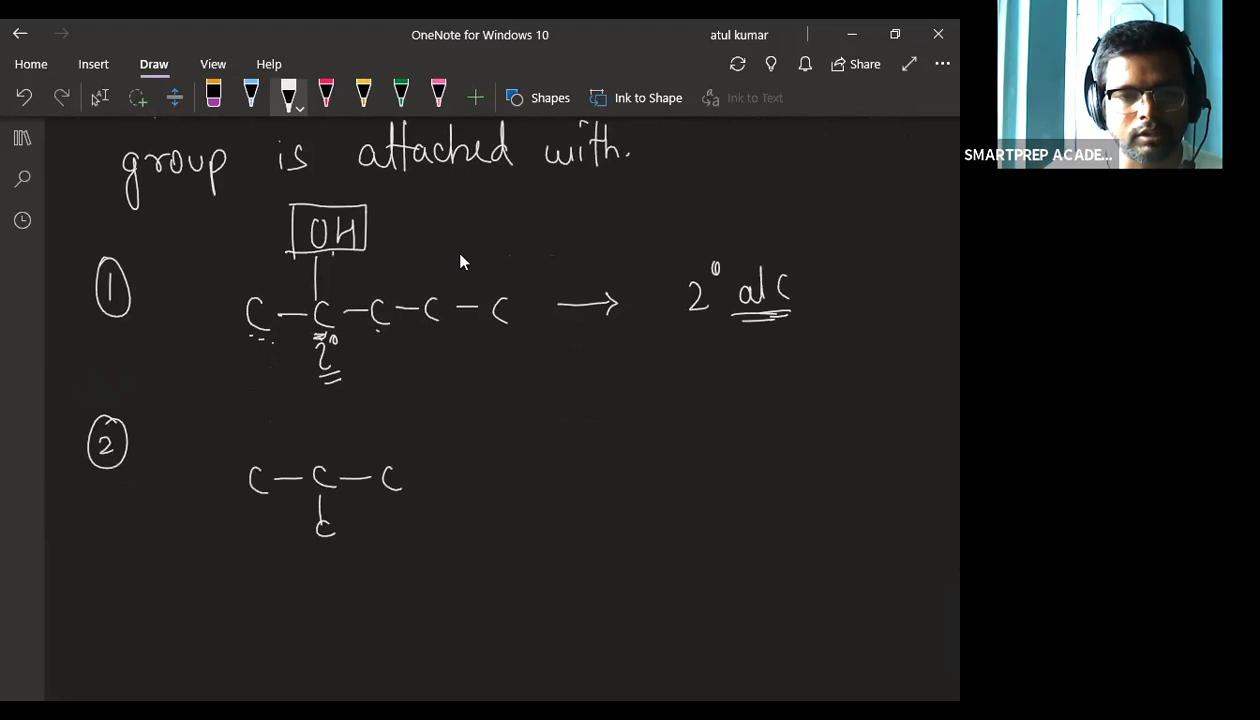 OneNote for Windows 10
atul kumar
Home Insert Draw View Help
Share
Shapes Ink to Shape Ink to Text
SMARTPREP ACADE...
group is attached with.
OH
1 C — C — C — C — C → 2° alc
2°
2
C — C — C
C